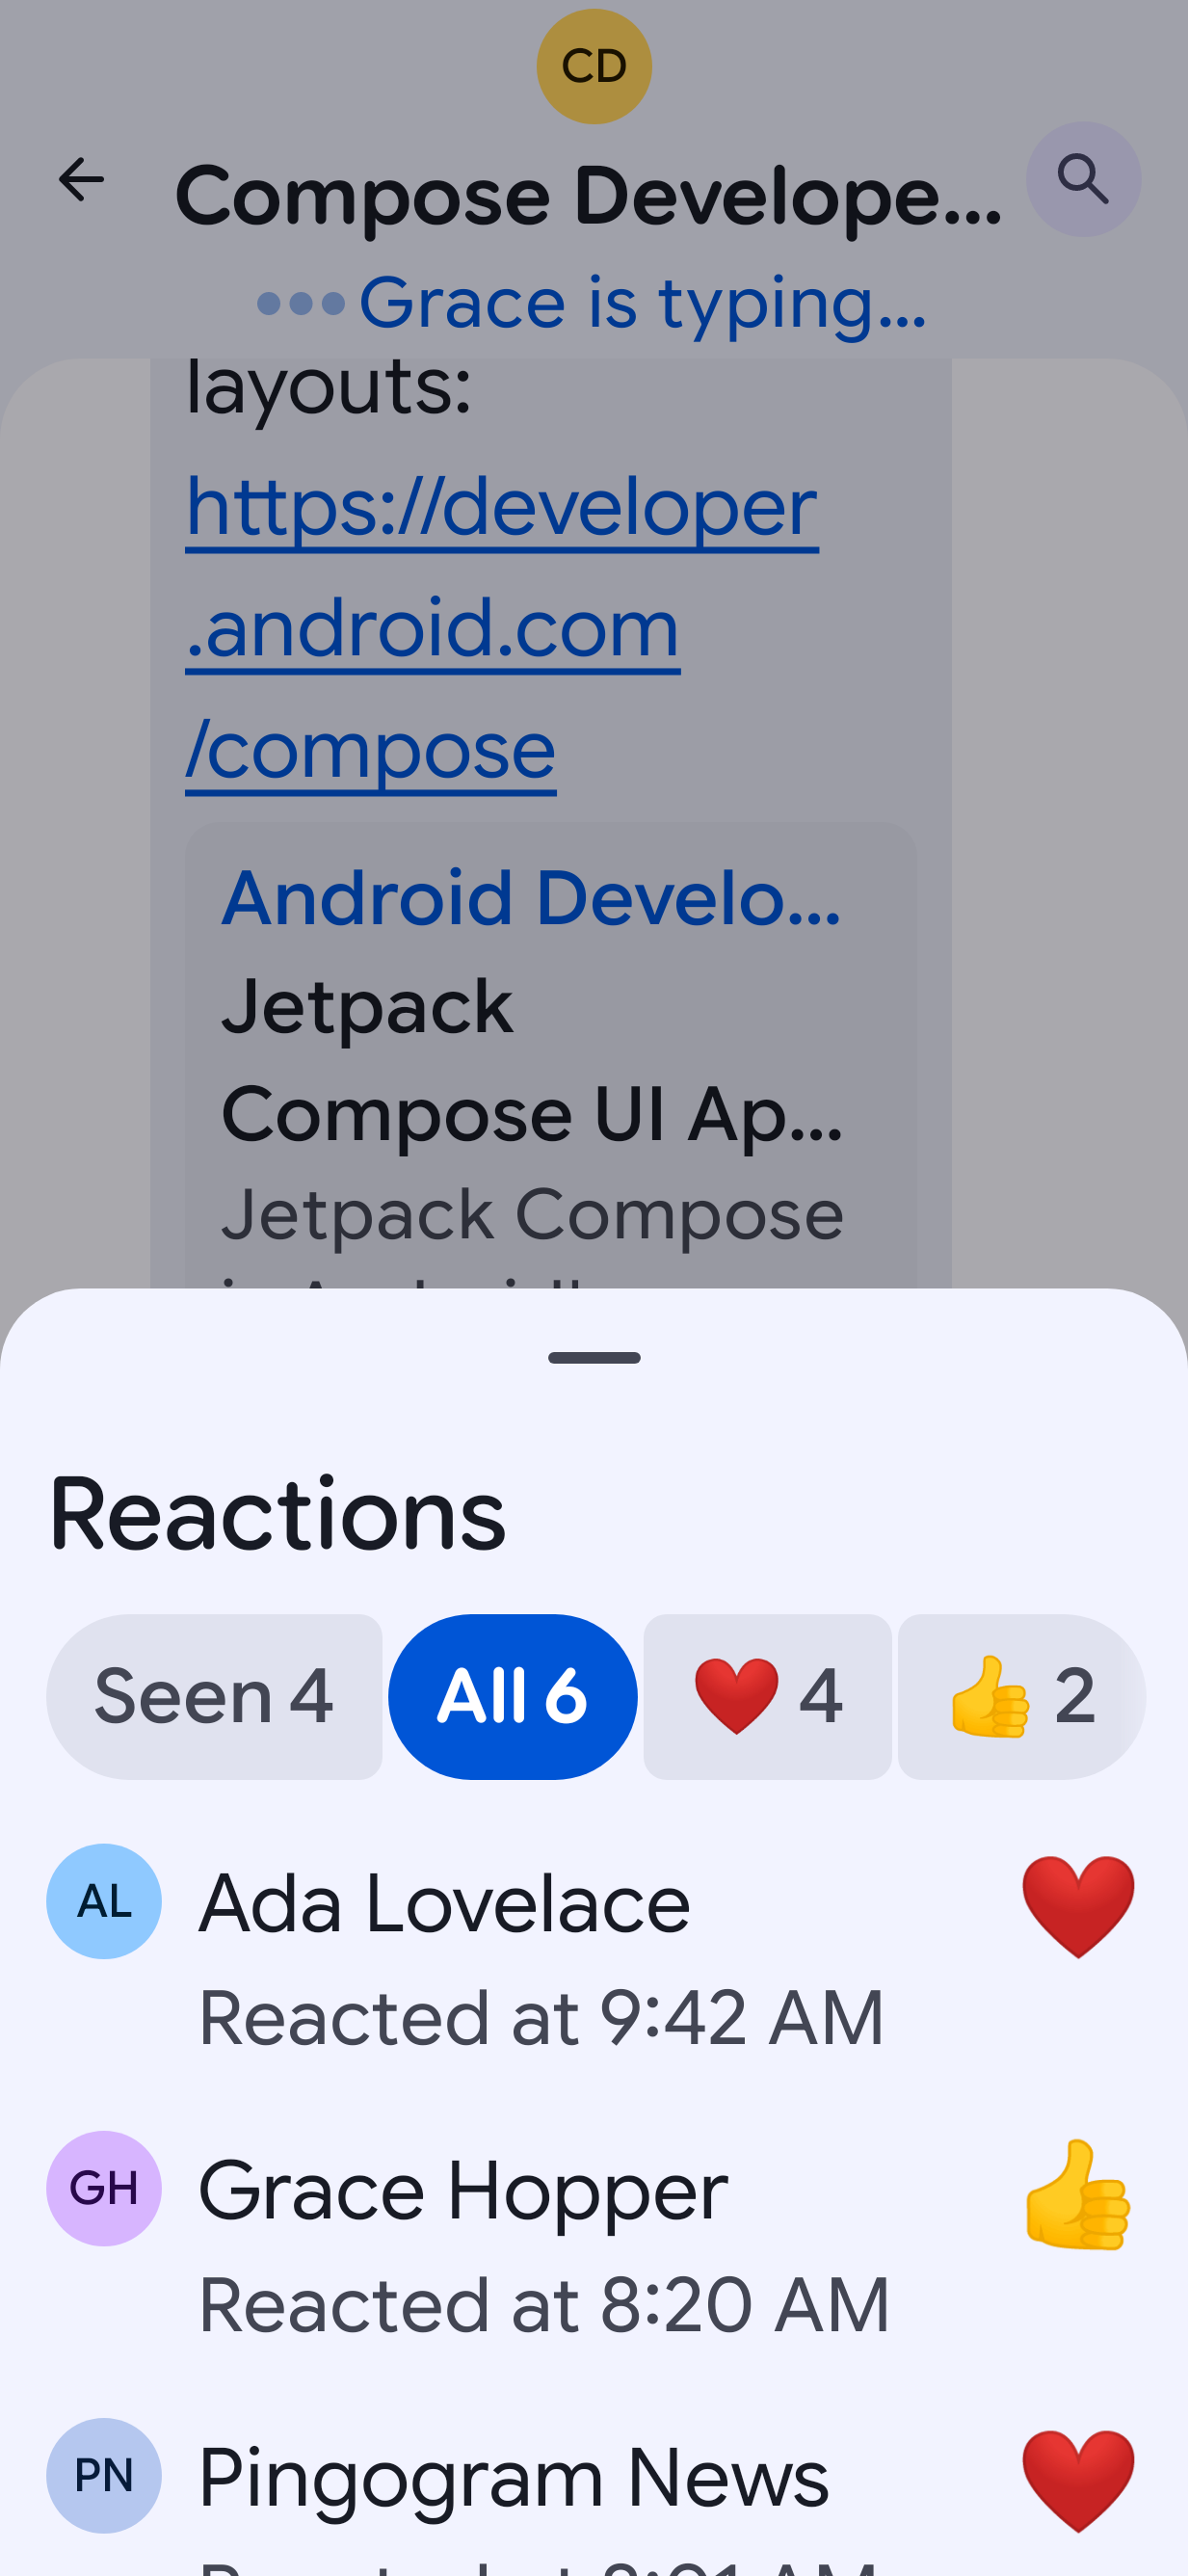 CD
Compose Develope...
Grace is typing...
layouts:
https://developer
.android.com
/compose
Android Develo...
Jetpack
Compose UI Ap...
Jetpack Compose
Reactions
Seen 4
All 6
❤️ 4
👍 2
AL
Ada Lovelace
❤️
Reacted at 9:42 AM
GH
Grace Hopper
👍
Reacted at 8:20 AM
PN
Pingogram News
❤️